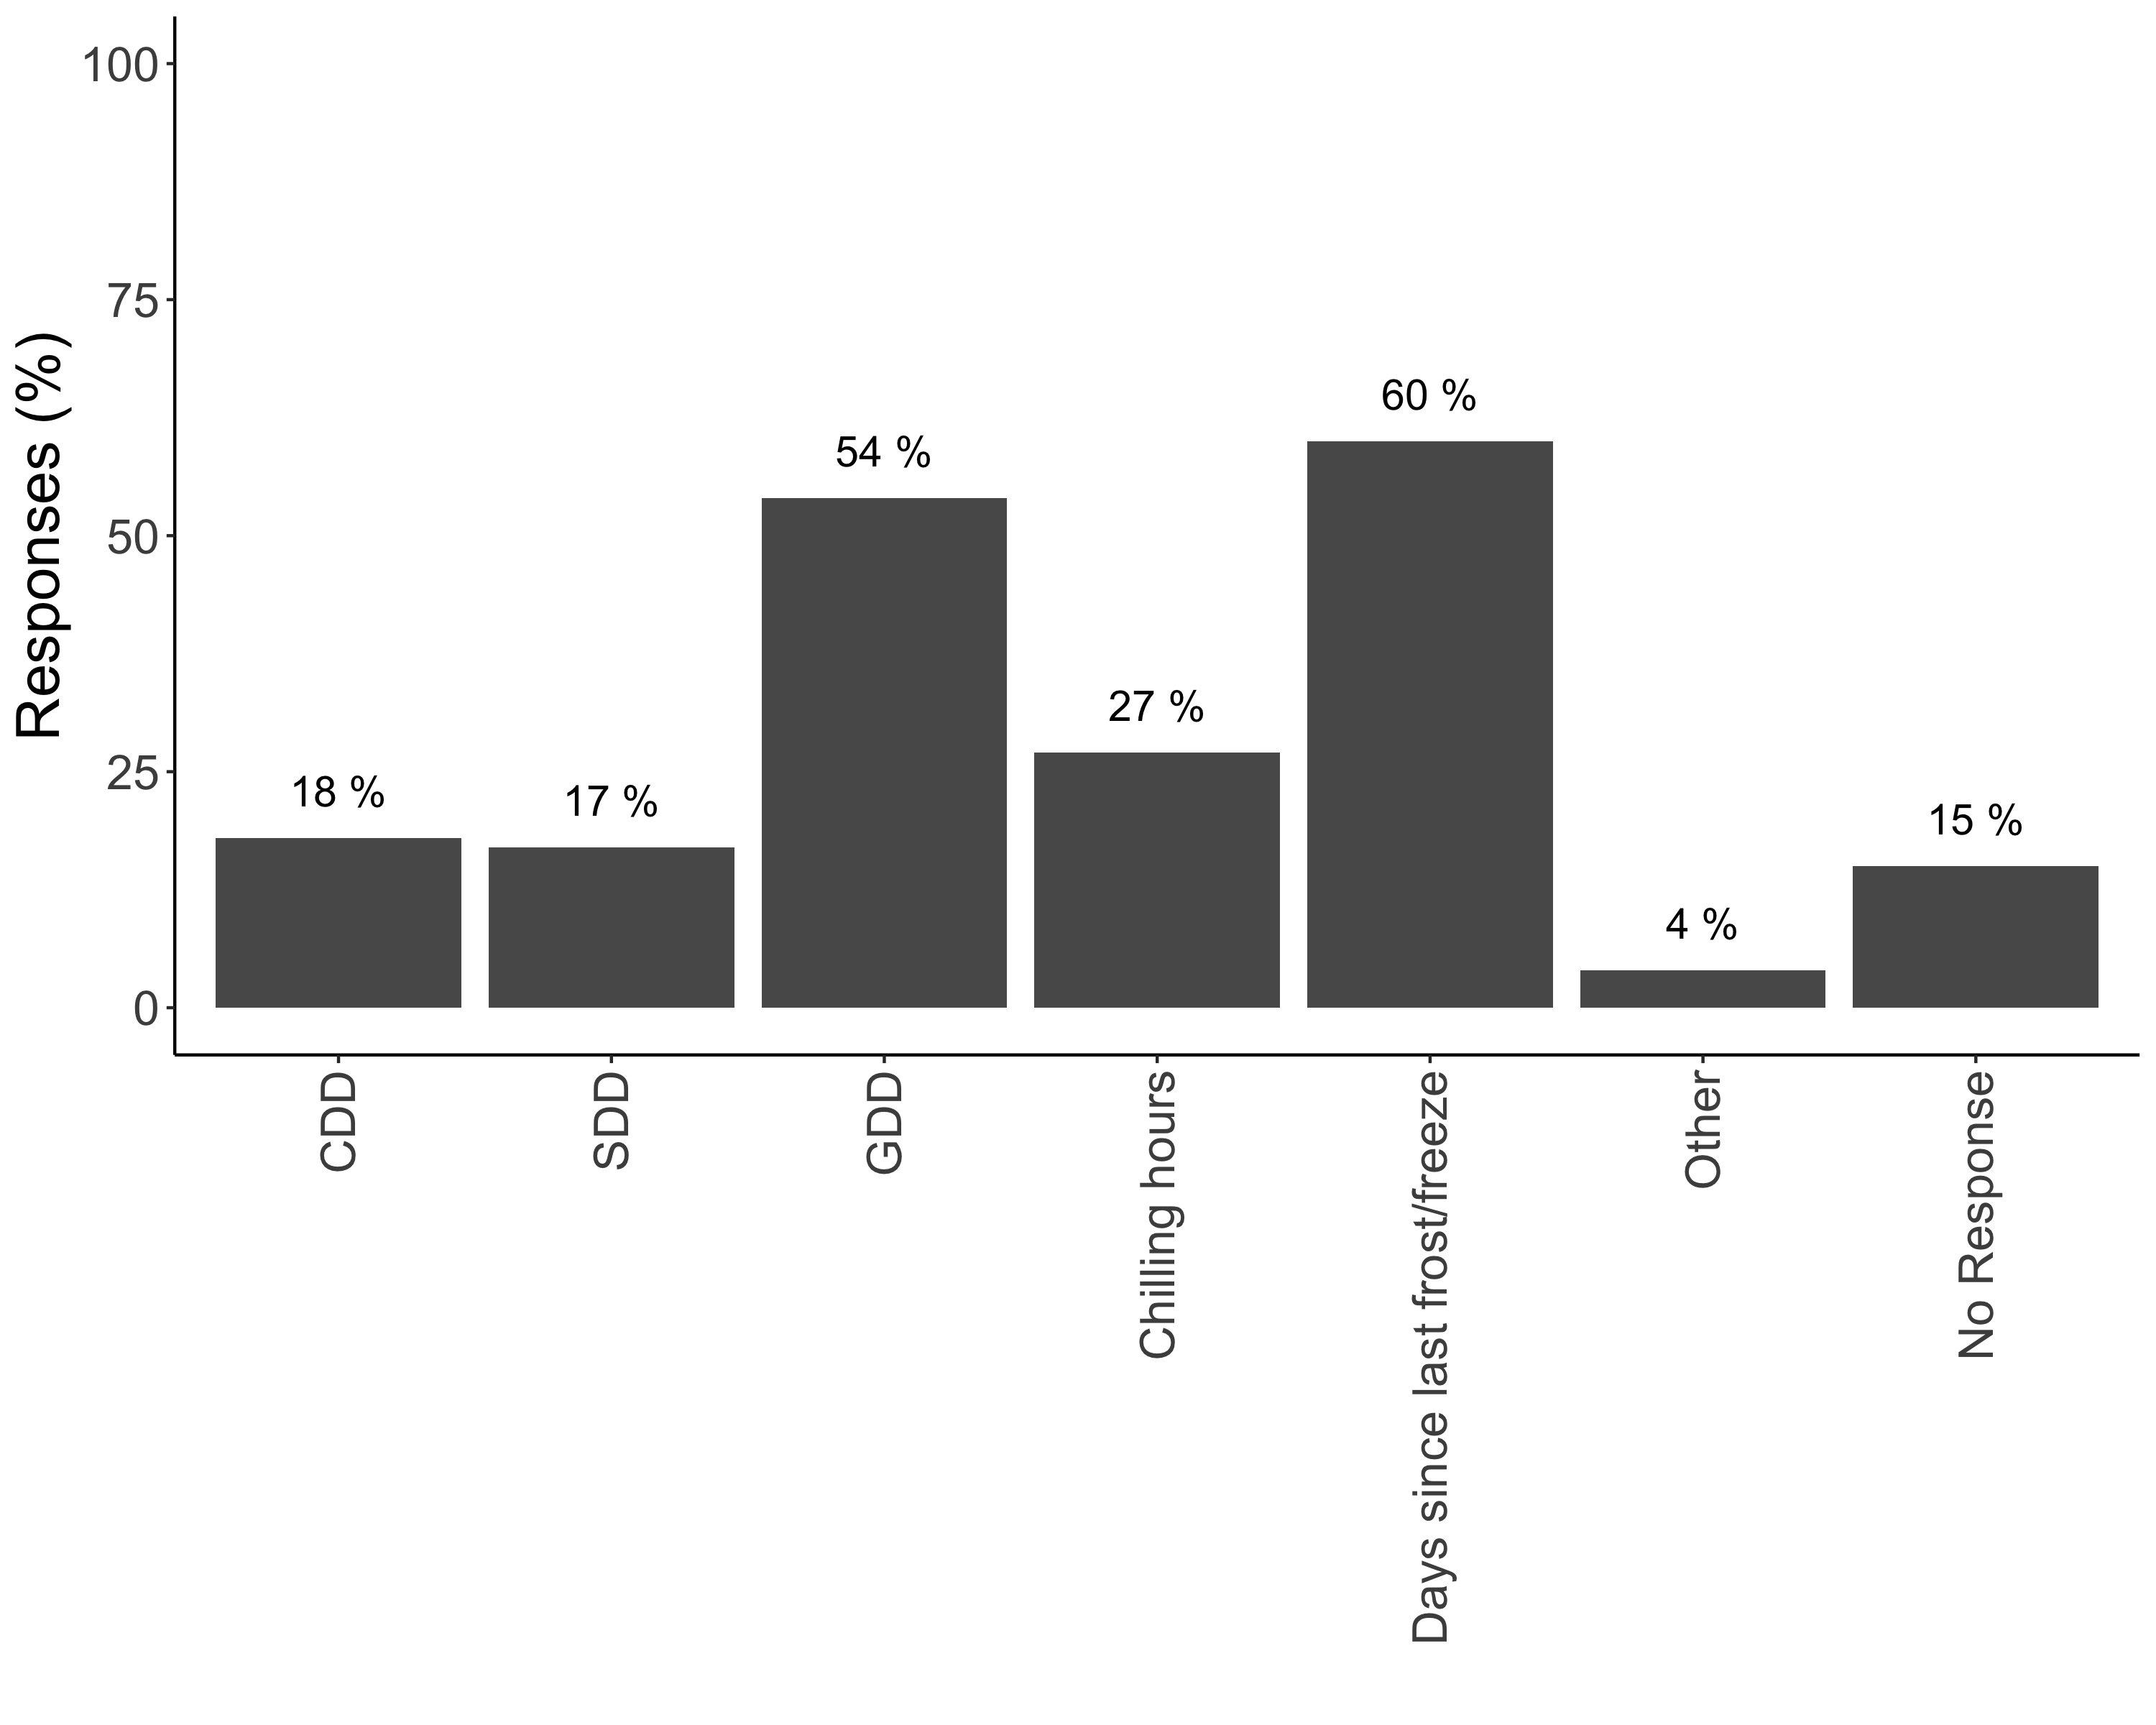 Responses (%)
100
75
50
25
0
18 %
17 %
54 %
27 %
60 %
4 %
15 %
CDD
SDD
GDD
Chilling hours
Days since last frost/freeze
Other
No Response